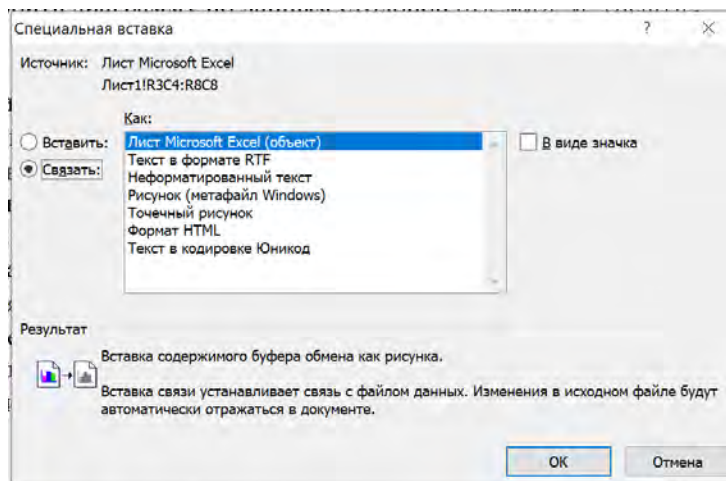 Специальная вставка
?
Источник: Лист Microsoft Excel
Лист1!R3C4:R8C8
Как:
Вставить:
Связать:
Лист Microsoft Excel (объект)
Текст в формате RTF
Неформатированный текст
Рисунок (метафайл Windows)
Точечный рисунок
Формат HTML
Текст в кодировке Юникод
В виде значка
Результат
Вставка содержимого буфера обмена как рисунка.
Вставка связи устанавливает связь с файлом данных. Изменения в исходном файле будут
автоматически отражаться в документе.
ОК
Отмена